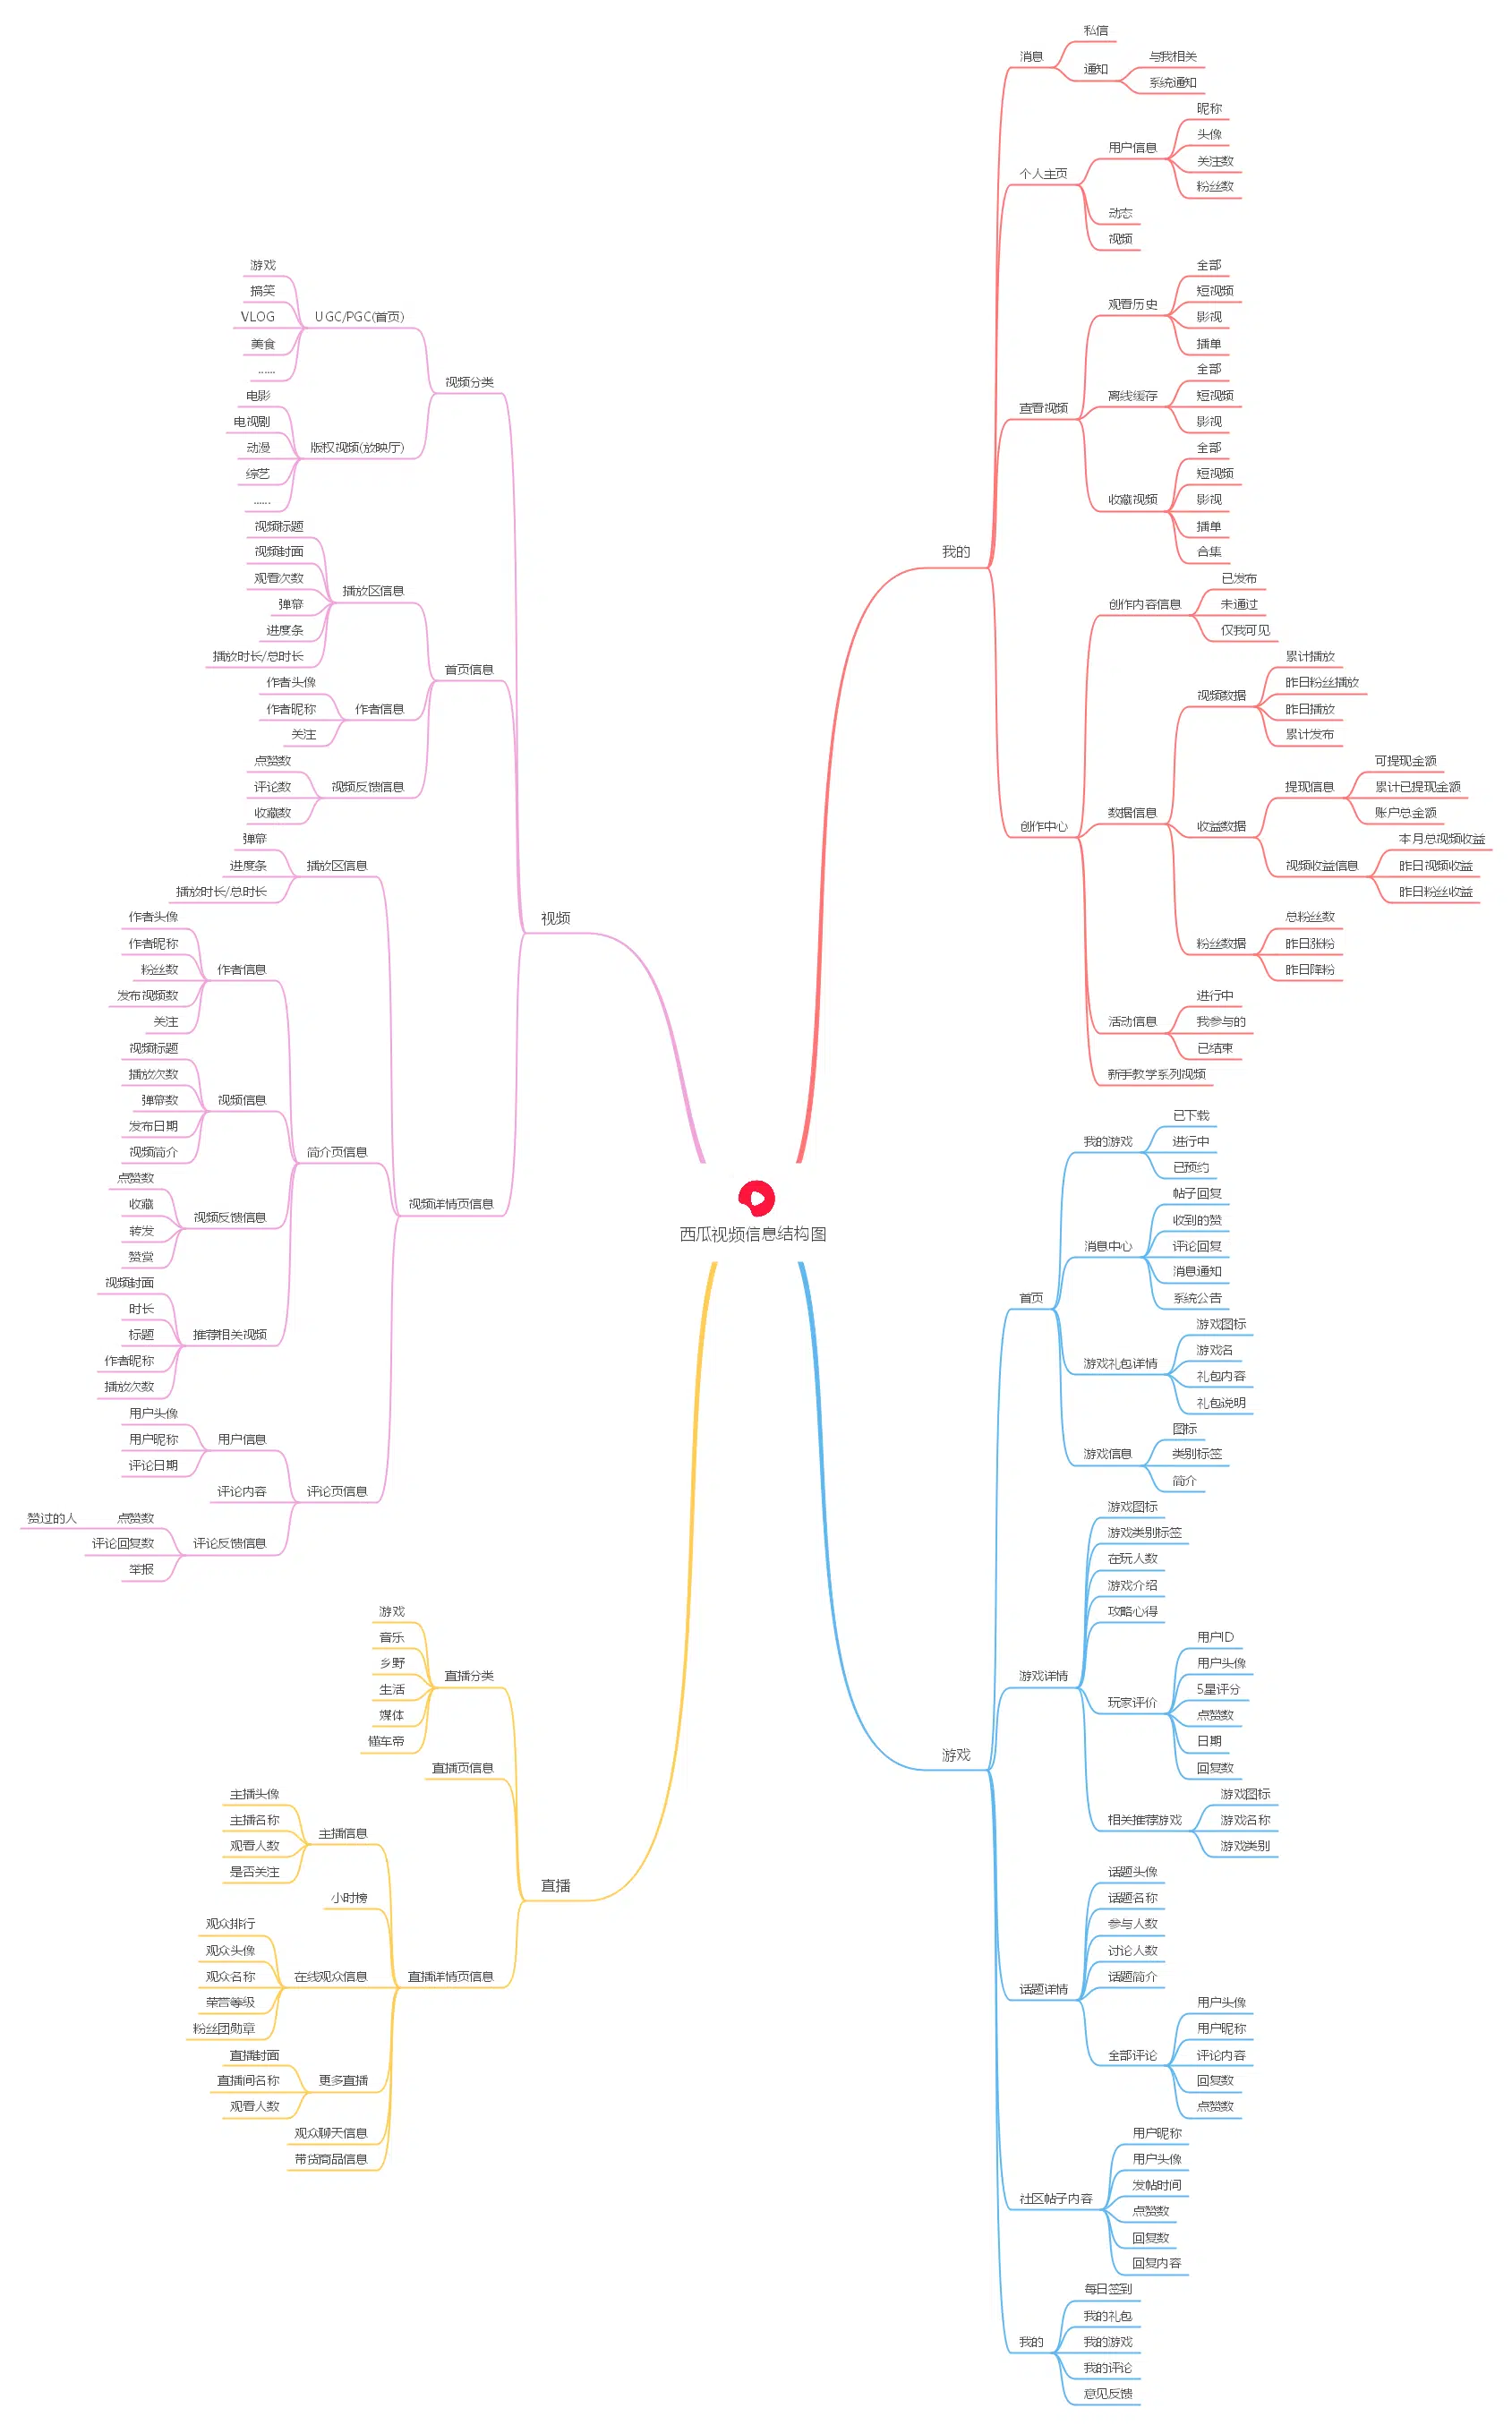 西瓜视频信息结构图
我的
消息
私信
通知
与我相关
系统通知
个人主页
用户信息
昵称
头像
关注数
粉丝数
动态
视频
查看视频
观看历史
全部
短视频
影视
播单
离线缓存
全部
短视频
影视
收藏视频
全部
短视频
影视
播单
合集
创作中心
创作内容信息
已发布
未通过
仅我可见
数据信息
视频数据
累计播放
昨日粉丝播放
昨日播放
累计发布
收益数据
提现信息
可提现金额
累计已提现金额
账户总金额
视频收益信息
本月总视频收益
昨日视频收益
昨日粉丝收益
粉丝数据
总粉丝数
昨日涨粉
昨日降粉
活动信息
进行中
我参与的
已结束
新手教学系列视频
游戏
首页
我的游戏
已下载
进行中
已预约
消息中心
帖子回复
收到的赞
评论回复
消息通知
系统公告
游戏礼包详情
游戏图标
游戏名
礼包内容
礼包说明
游戏信息
图标
类别标签
简介
游戏详情
游戏图标
游戏类别标签
在玩人数
游戏介绍
攻略心得
玩家评价
用户ID
用户头像
5星评分
点赞数
日期
回复数
相关推荐游戏
游戏图标
游戏名称
游戏类别
话题详情
话题头像
话题名称
参与人数
讨论人数
话题简介
全部评论
用户头像
用户昵称
评论内容
回复数
点赞数
社区帖子内容
用户昵称
用户头像
发帖时间
点赞数
回复数
回复内容
我的
每日签到
我的礼包
我的游戏
我的评论
意见反馈
视频
视频分类
UGC/PGC(首页)
游戏
搞笑
VLOG
美食
......
版权视频(放映厅)
电影
电视剧
动漫
综艺
......
首页信息
播放区信息
视频标题
视频封面
观看次数
弹幕
进度条
播放时长/总时长
作者信息
作者头像
作者昵称
关注
视频反馈信息
点赞数
评论数
收藏数
视频详情页信息
播放区信息
弹幕
进度条
播放时长/总时长
简介页信息
作者信息
作者头像
作者昵称
粉丝数
发布视频数
关注
视频信息
视频标题
播放次数
弹幕数
发布日期
视频简介
视频反馈信息
点赞数
收藏
转发
赞赏
推荐相关视频
视频封面
时长
标题
作者昵称
播放次数
评论页信息
用户信息
用户头像
用户昵称
评论日期
评论内容
评论反馈信息
点赞数
赞过的人
评论回复数
举报
直播
直播分类
游戏
音乐
乡野
生活
媒体
懂车帝
直播页信息
直播详情页信息
主播信息
主播头像
主播名称
观看人数
是否关注
小时榜
在线观众信息
观众排行
观众头像
观众名称
荣誉等级
粉丝团勋章
更多直播
直播封面
直播间名称
观看人数
观众聊天信息
带货商品信息